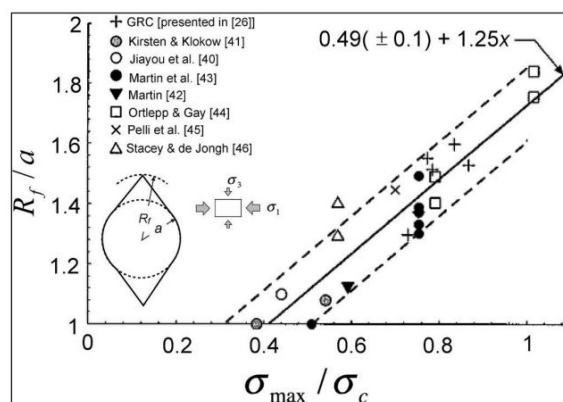 2
1.8
1.6
1.4
1.2
1
R_f / a
GRC [presented in [26]]
Kirsten & Klokow [41]
Jiayou et al. [40]
Martin et al. [43]
Martin [42]
Ortlepp & Gay [44]
Pelli et al. [45]
Stacey & de Jongh [46]
0.49( ± 0.1) + 1.25x
R_f
a
σ_3
σ_1
0 0.2 0.4 0.6 0.8 1
σ_max / σ_c